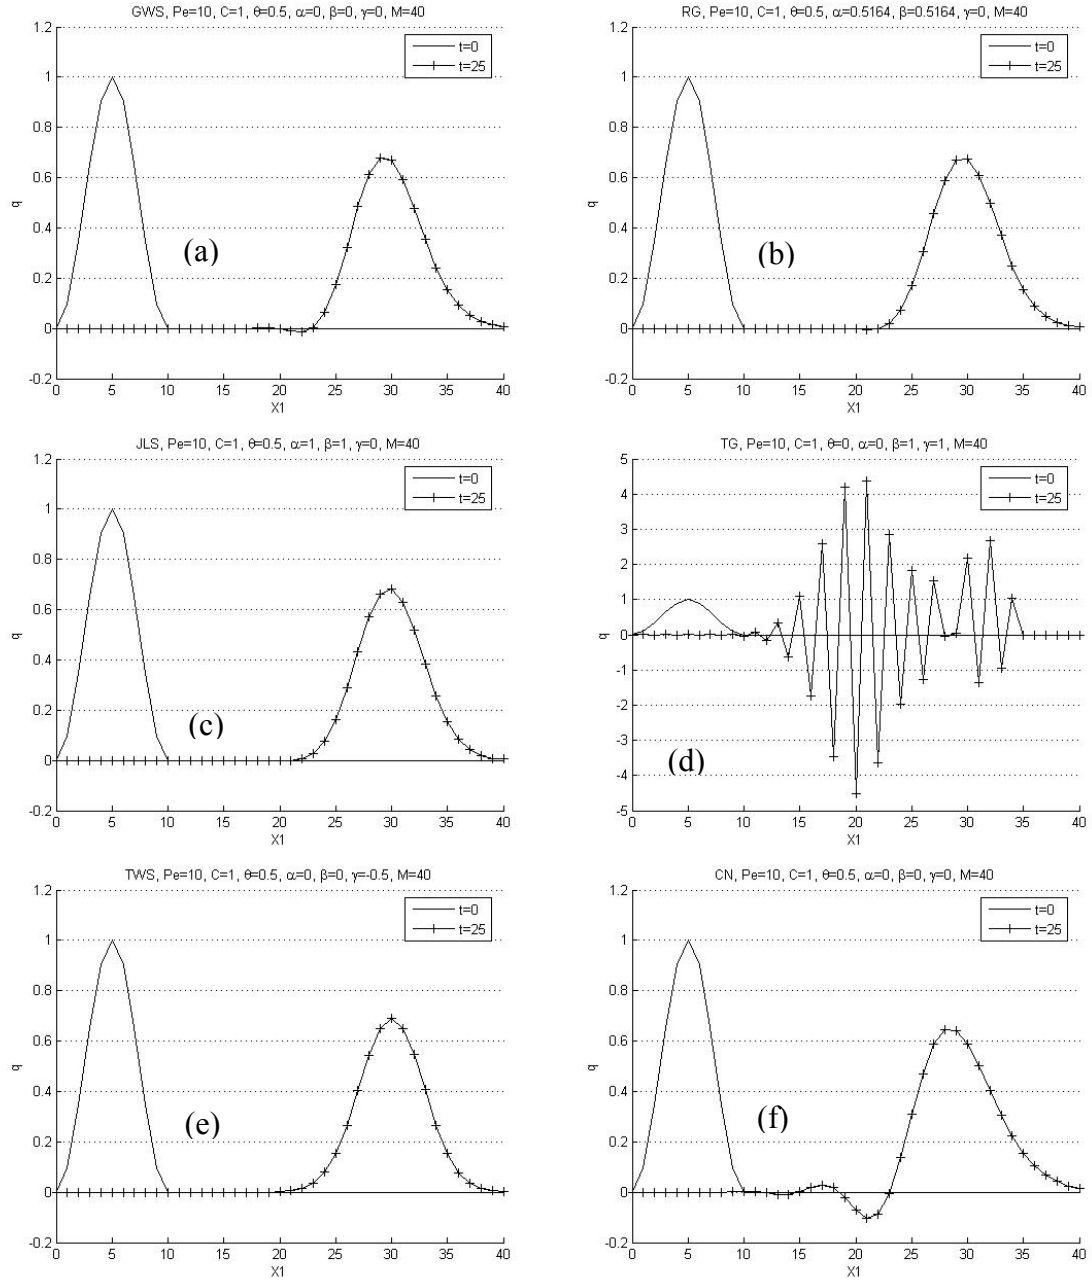 GWS, Pe=10, C=1, θ=0.5, α=0, β=0, γ=0, M=40
1.2
1
0.8
0.6
0.4
0.2
0
-0.2
q
t=0
t=25
(a)
0 5 10 15 20 25 30 35 40
X1
RG, Pe=10, C=1, θ=0.5, α=0.5164, β=0.5164, γ=0, M=40
1.2
1
0.8
0.6
0.4
0.2
0
-0.2
q
t=0
t=25
(b)
0 5 10 15 20 25 30 35 40
X1
JLS, Pe=10, C=1, θ=0.5, α=1, β=1, γ=0, M=40
1.2
1
0.8
0.6
0.4
0.2
0
-0.2
q
t=0
t=25
(c)
0 5 10 15 20 25 30 35 40
X1
TG, Pe=10, C=1, θ=0, α=0, β=1, γ=1, M=40
5
4
3
2
1
0
-1
-2
-3
-4
-5
q
t=0
t=25
(d)
0 5 10 15 20 25 30 35 40
X1
TWS, Pe=10, C=1, θ=0.5, α=0, β=0, γ=-0.5, M=40
1.2
1
0.8
0.6
0.4
0.2
0
-0.2
q
t=0
t=25
(e)
0 5 10 15 20 25 30 35 40
X1
CN, Pe=10, C=1, θ=0.5, α=0, β=0, γ=0, M=40
1.2
1
0.8
0.6
0.4
0.2
0
-0.2
q
t=0
t=25
(f)
0 5 10 15 20 25 30 35 40
X1